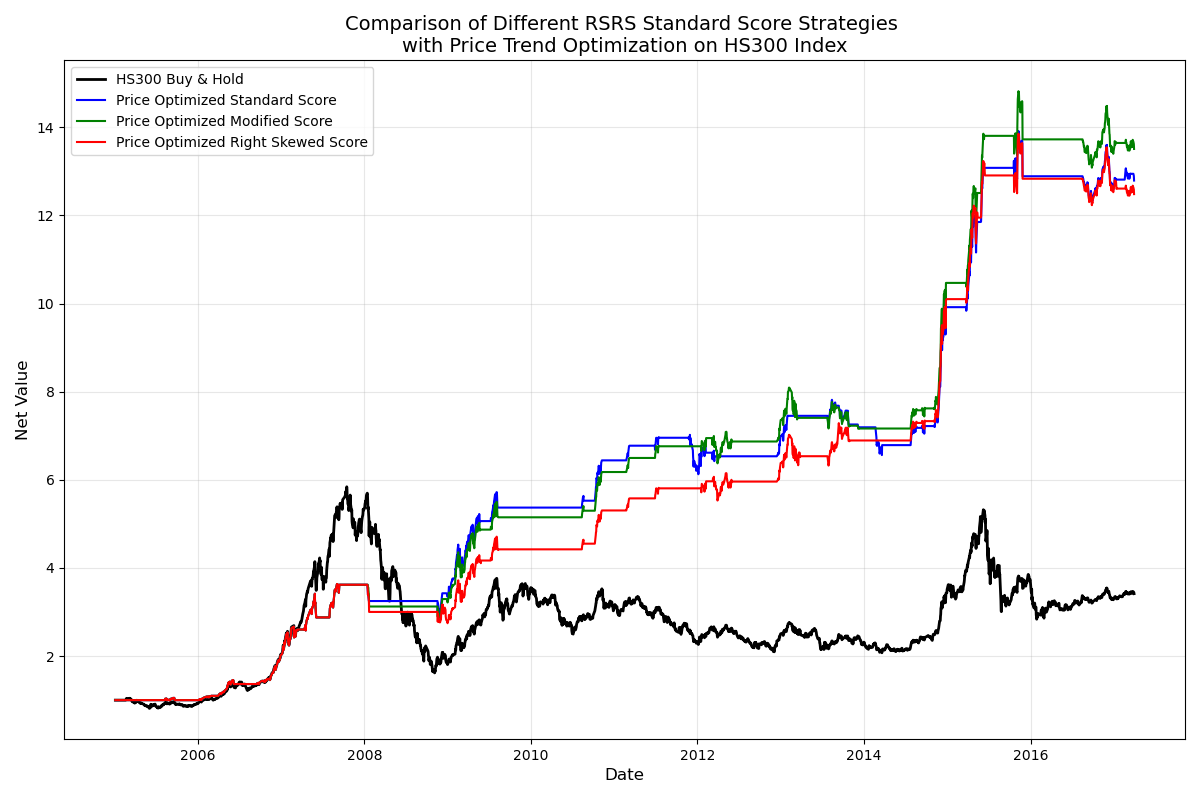 Comparison of Different RSRS Standard Score Strategies
with Price Trend Optimization on HS300 Index
HS300 Buy & Hold
Price Optimized Standard Score
Price Optimized Modified Score
Price Optimized Right Skewed Score
Net Value
14
12
10
8
6
4
2
2006
2008
2010
2012
2014
2016
Date